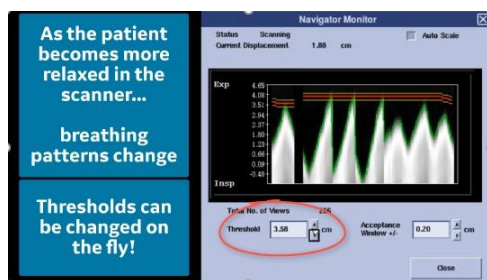 As the patient
becomes more
relaxed in the
scanner...
breathing
patterns change
Thresholds can
be changed on
the fly!
Navigator Monitor
Status Scanning
Auto Scale
Current Displacement 1.08 cm
Exp
4.65
4.08
3.51
2.94
2.37
1.80
1.23
0.66
0.09
-0.48
Insp
Total No. of Views 256
Threshold 3.58 cm
Acceptance
Window +/- 0.20 cm
Close